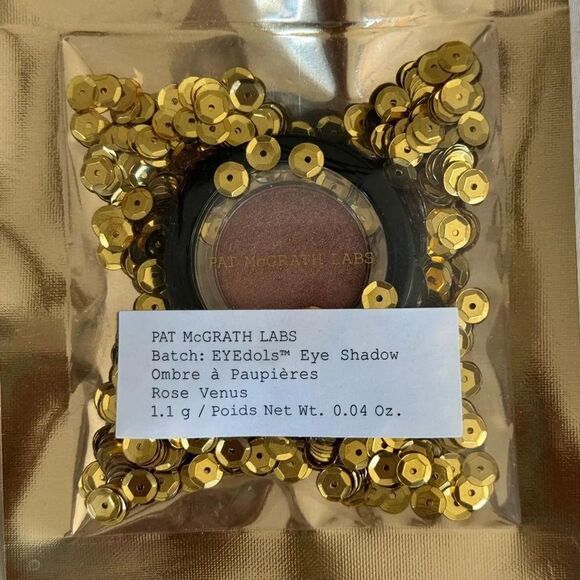 PAT McGRATH LABS
PAT McGRATH LABS
Batch: EYEdols™ Eye Shadow
Ombre à Paupières
Rose Venus
1.1 g / Poids Net Wt. 0.04 Oz.